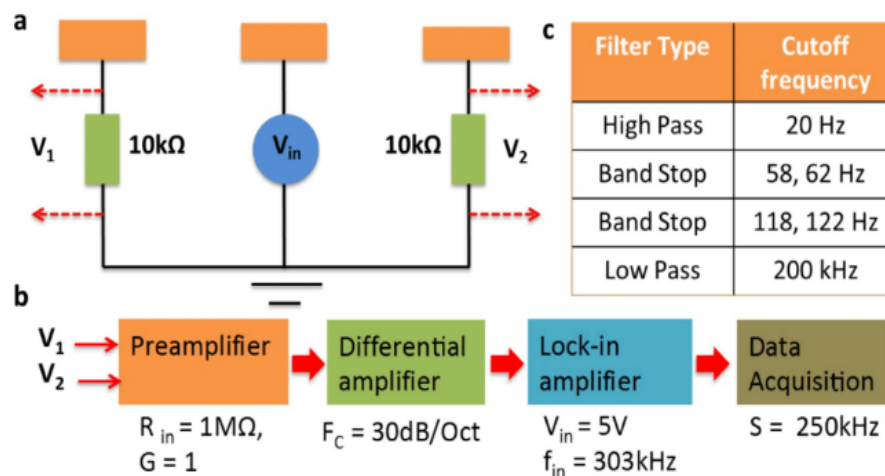 a
V1
10kΩ
Vin
10kΩ
V2
c
Filter Type
Cutoff
frequency
High Pass
20 Hz
Band Stop
58, 62 Hz
Band Stop
118, 122 Hz
Low Pass
200 kHz
b
V1
V2
Preamplifier
R in = 1MΩ,
G = 1
Differential
amplifier
FC = 30dB/Oct
Lock-in
amplifier
Vin = 5V
fin = 303kHz
Data
Acquisition
S = 250kHz